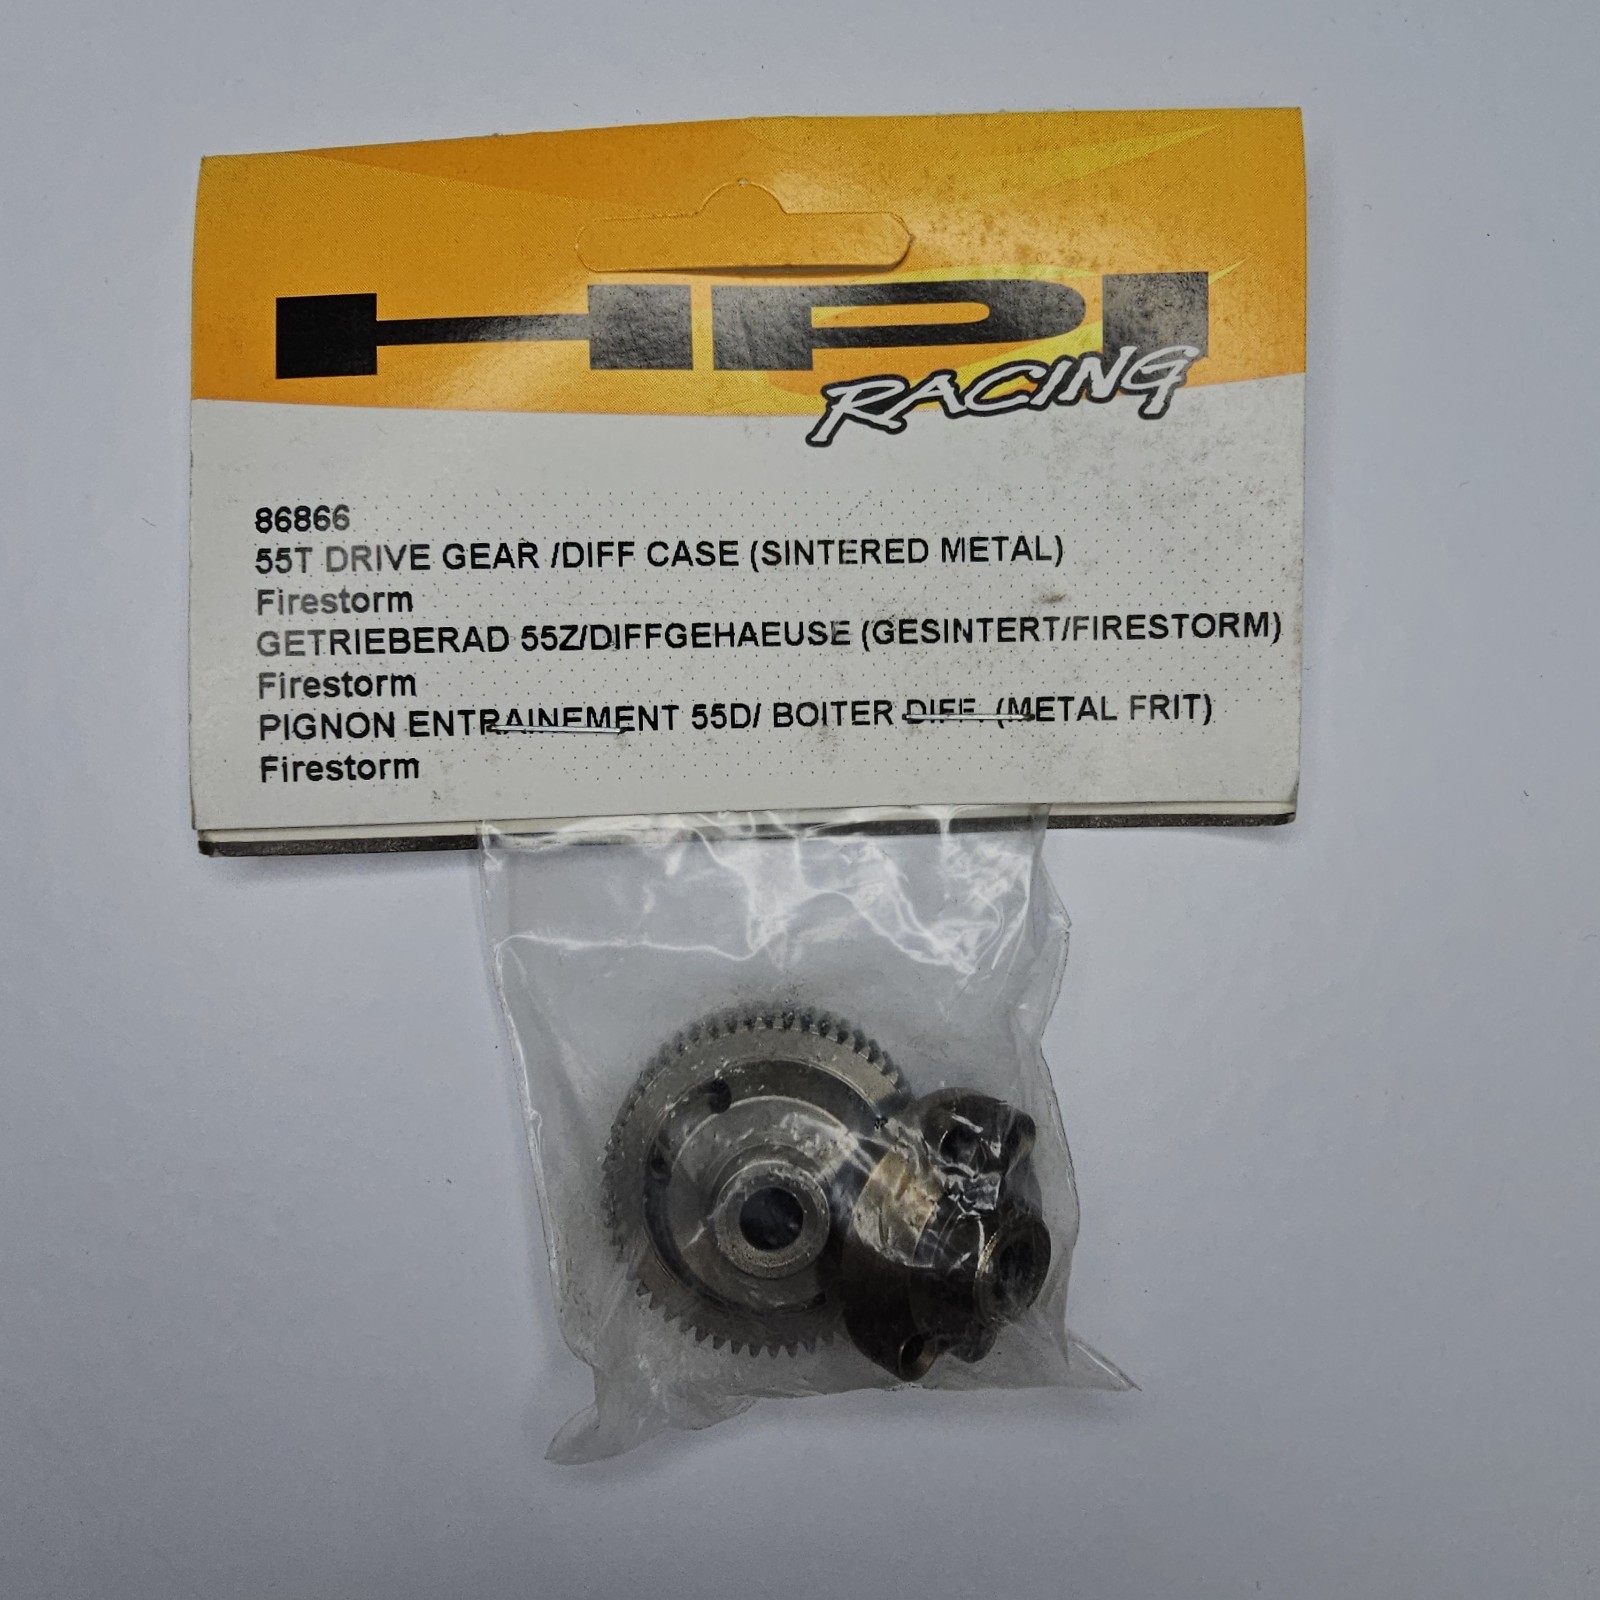 HPI
RACING
86866
55T DRIVE GEAR /DIFF CASE (SINTERED METAL)
Firestorm
GETRIEBERAD 55Z/DIFFGEHAEUSE (GESINTERT/FIRESTORM)
Firestorm
PIGNON ENTRAINEMENT 55D/ BOITER DIFF. (METAL FRIT)
Firestorm